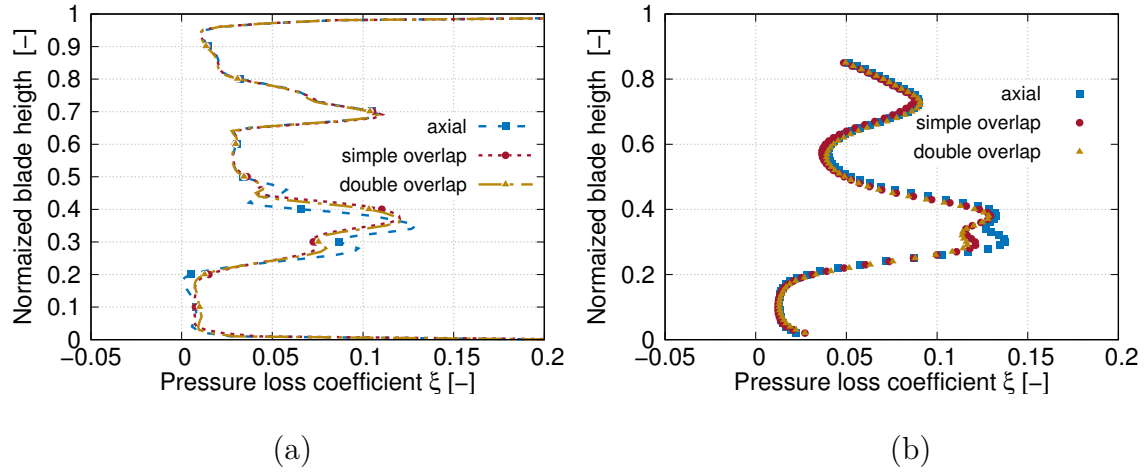 Normaized blade heigth [−]
1
0.9
0.8
0.7
0.6
0.5
0.4
0.3
0.2
0.1
0
axial
simple overlap
double overlap
−0.05 0 0.05 0.1 0.15 0.2
Pressure loss coefficient ξ [−]
(a)
Normaized blade heigth [−]
1
0.8
0.6
0.4
0.2
0
axial
simple overlap
double overlap
−0.05 0 0.05 0.1 0.15 0.2
Pressure loss coefficient ξ [−]
(b)